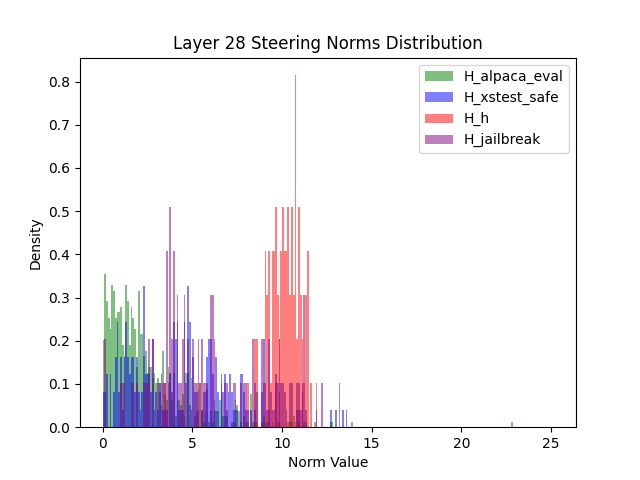 Layer 28 Steering Norms Distribution
H_alpaca_eval
H_xstest_safe
H_h
H_jailbreak
Density
0.8
0.7
0.6
0.5
0.4
0.3
0.2
0.1
0.0
0 5 10 15 20 25
Norm Value